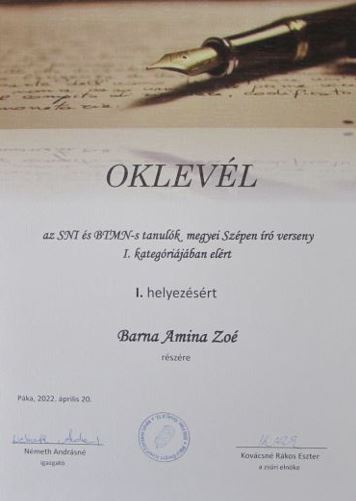 OKLEVÉL
az SNI és BTMN-s tanulók megyei Szépen író verseny
I. kategóriájában elért
I. helyezésért
Barna Amina Zoé
részére
Páka, 2022. április 20.
Németh Andrásné
igazgató
Kovácsné Rákos Eszter
a zsűri elnöke